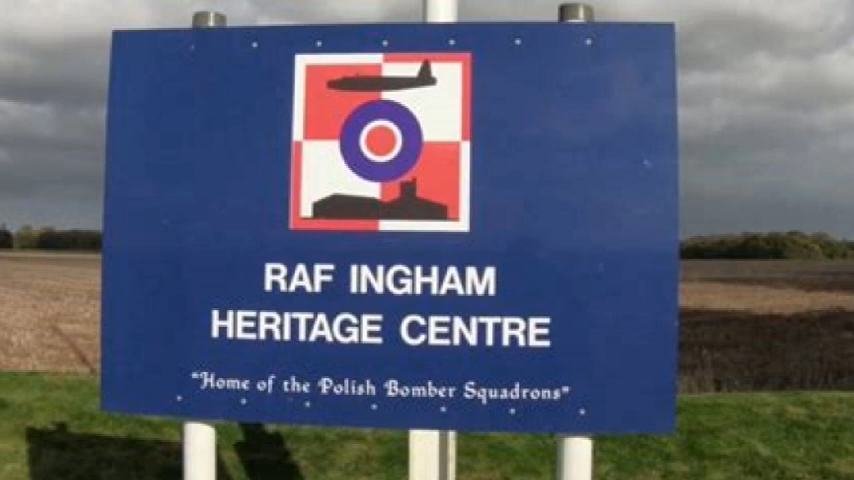 RAF INGHAM
HERITAGE CENTRE
"Home of the Polish Bomber Squadrons"